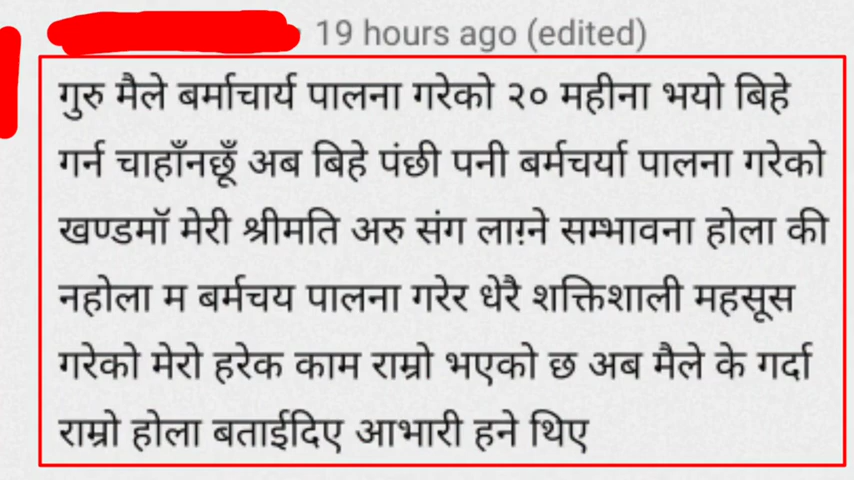 19 hours ago (edited)
गुरु मैले बर्माचार्य पालना गरेको २० महीना भयो बिहे
गर्न चाहाँनछूँ अब बिहे पंछी पनी बर्मचर्या पालना गरेको
खण्डमॉ मेरी श्रीमति अरु संग लाग़्ने सम्भावना होला की
नहोला म बर्मचय पालना गरेर धेरै शक्तिशाली महसूस
गरेको मेरो हरेक काम राम्रो भएको छ अब मैले के गर्दा
राम्रो होला बताईदिए आभारी हने थिए